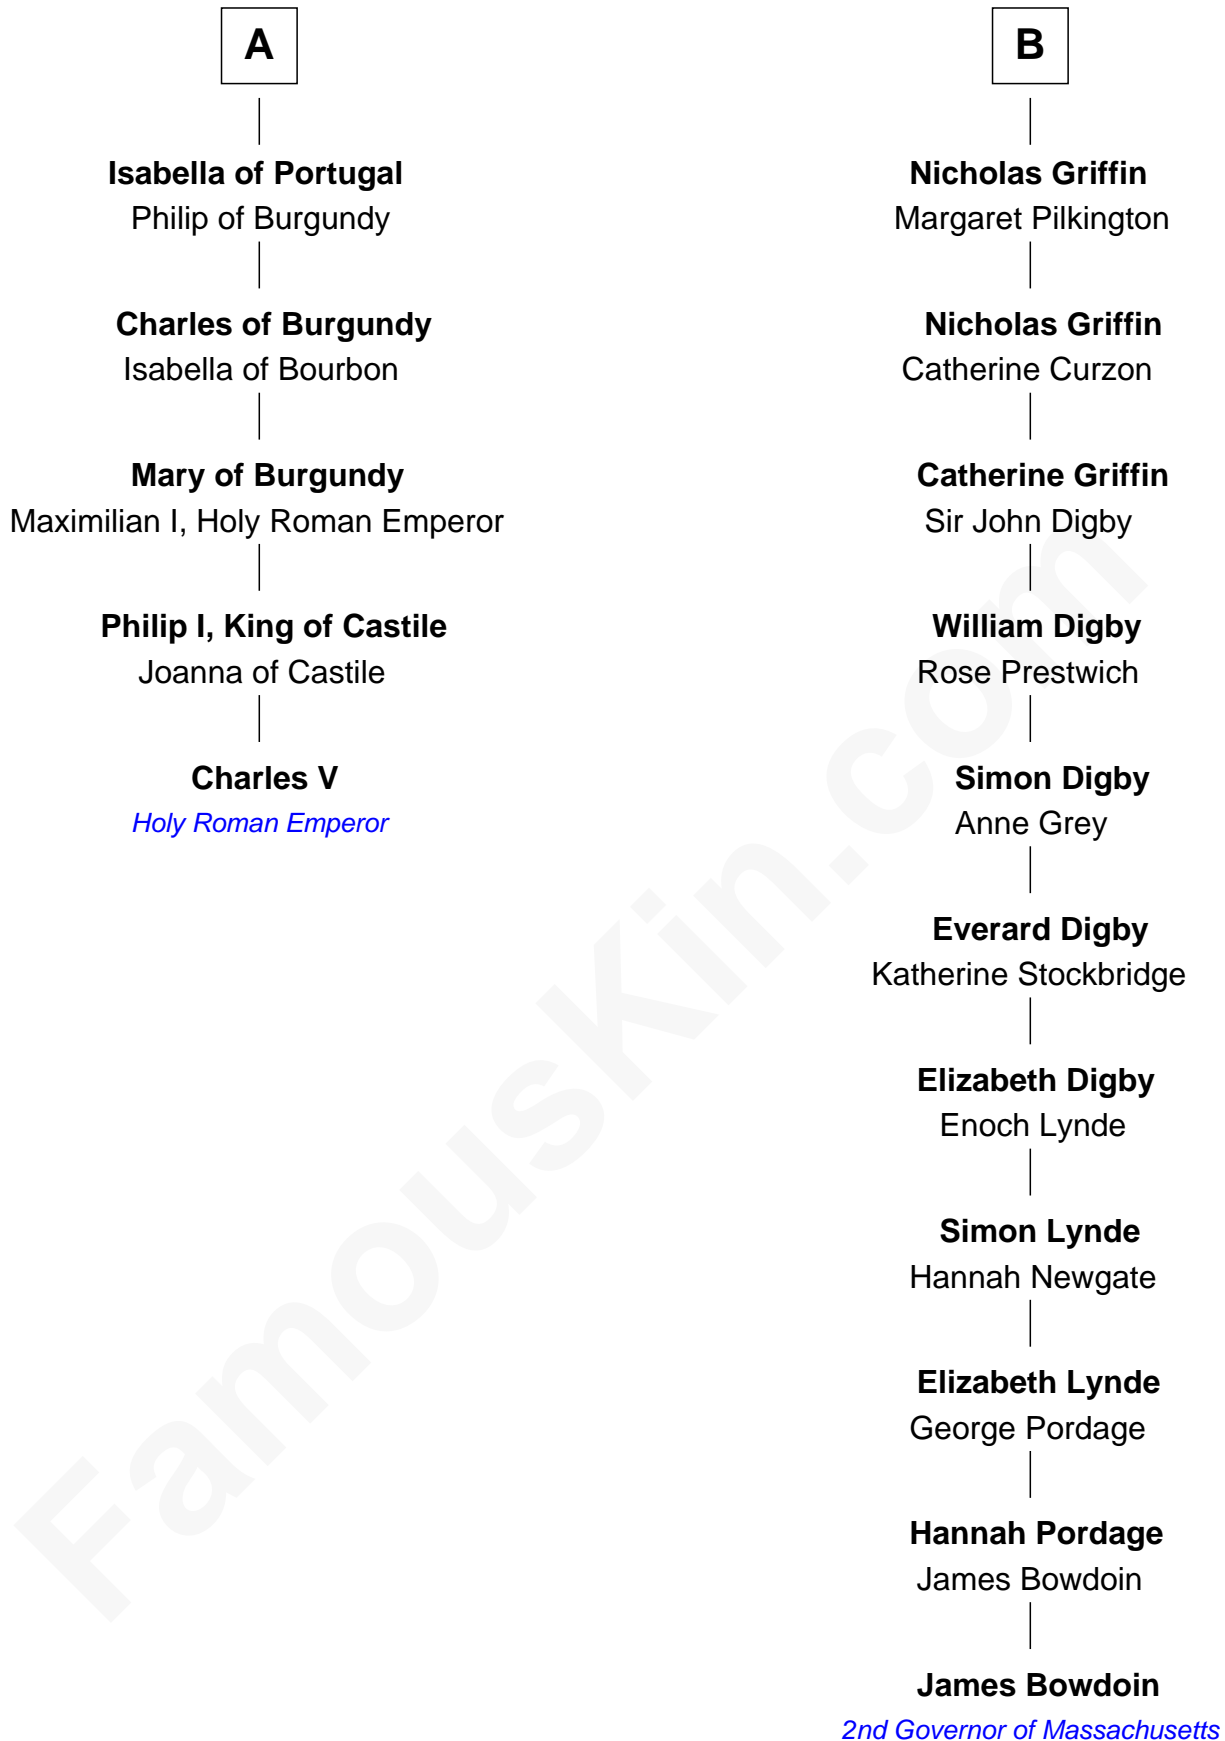 A
Isabella of Portugal
Philip of Burgundy
Charles of Burgundy
Isabella of Bourbon
Mary of Burgundy
Maximilian I, Holy Roman Emperor
Philip I, King of Castile
Joanna of Castile
Charles V
Holy Roman Emperor
B
Nicholas Griffin
Margaret Pilkington
Nicholas Griffin
Catherine Curzon
Catherine Griffin
Sir John Digby
William Digby
Rose Prestwich
Simon Digby
Anne Grey
Everard Digby
Katherine Stockbridge
Elizabeth Digby
Enoch Lynde
Simon Lynde
Hannah Newgate
Elizabeth Lynde
George Pordage
Hannah Pordage
James Bowdoin
James Bowdoin
2nd Governor of Massachusetts
FamousKin.com